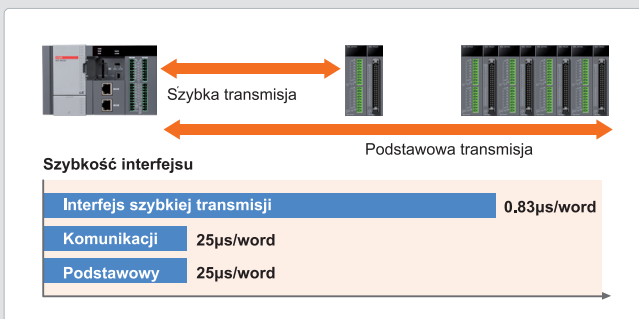 Szybka transmisja
Podstawowa transmisja
Szybkość interfejsu
Interfejs szybkiej transmisji 0.83µs/word
Komunikacji 25µs/word
Podstawowy 25µs/word